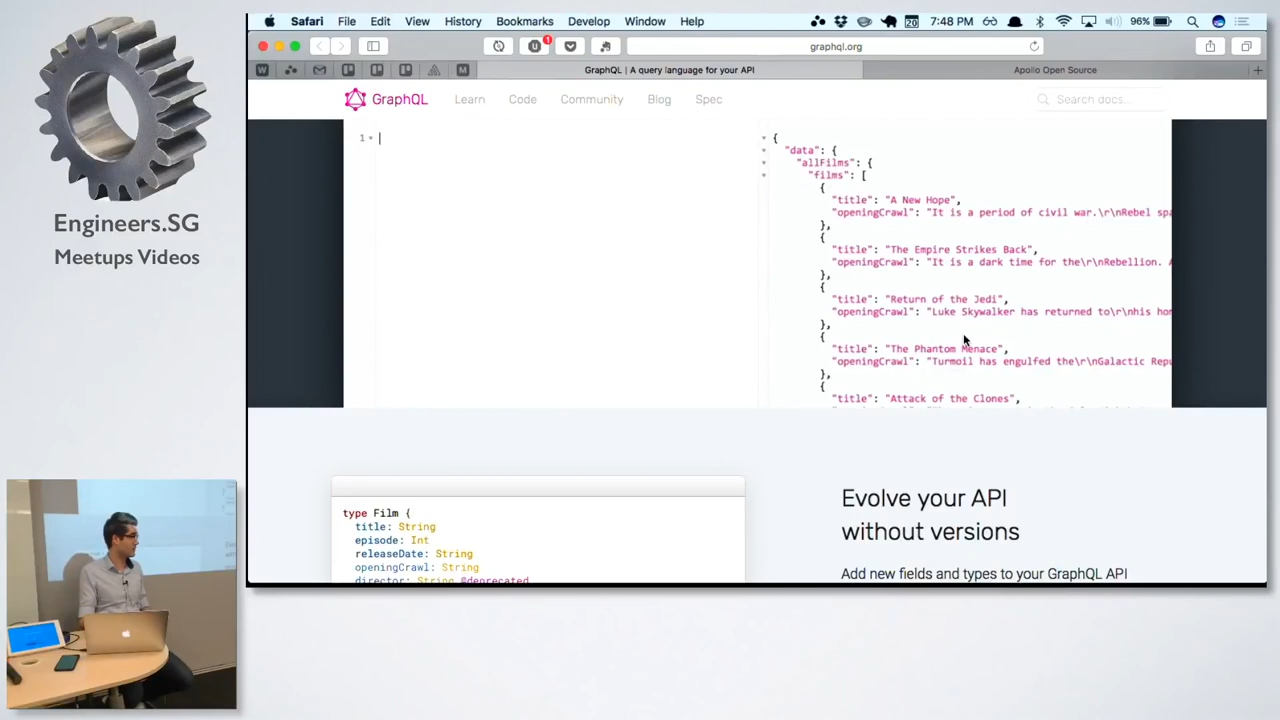 Engineers.SG
Meetups Videos
Safari File Edit View History Bookmarks Develop Window Help
20 7:48 PM 96%
1
graphql.org
W M
GraphQL | A query language for your API
Apollo Open Source
GraphQL Learn Code Community Blog Spec
Search docs...
1
{
"data": {
"allFilms": {
"films": [
{
"title": "A New Hope",
"openingCrawl": "It is a period of civil war.\r\nRebel spa
},
{
"title": "The Empire Strikes Back",
"openingCrawl": "It is a dark time for the\r\nRebellion. A
},
{
"title": "Return of the Jedi",
"openingCrawl": "Luke Skywalker has returned to\r\nhis hom
},
{
"title": "The Phantom Menace",
"openingCrawl": "Turmoil has engulfed the\r\nGalactic Repu
},
{
"title": "Attack of the Clones",
type Film {
title: String
episode: Int
releaseDate: String
openingCrawl: String
director: String @deprecated
Evolve your API
without versions
Add new fields and types to your GraphQL API